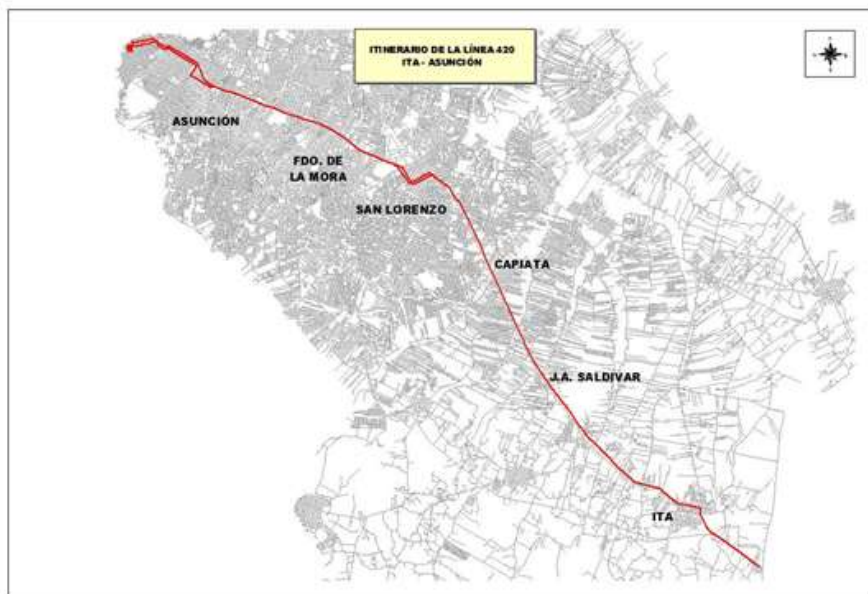 ITINERARIO DE LA LÍNEA 420
ITA - ASUNCIÓN
ASUNCIÓN
FDO. DE
LA MORA
SAN LORENZO
CAPIATA
J.A. SALDIVAR
ITA